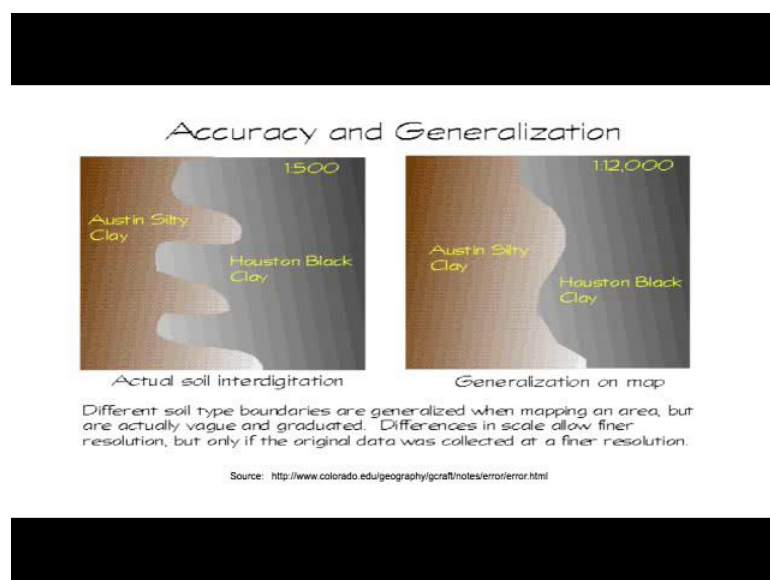 Accuracy and Generalization
1:500
Austin Silty
Clay
Houston Black
Clay
Actual soil interdigitation
1:12,000
Austin Silty
Clay
Houston Black
Clay
Generalization on map
Different soil type boundaries are generalized when mapping an area, but
are actually vague and graduated. Differences in scale allow finer
resolution, but only if the original data was collected at a finer resolution.
Source: http://www.colorado.edu/geography/gcraft/notes/error/error.html